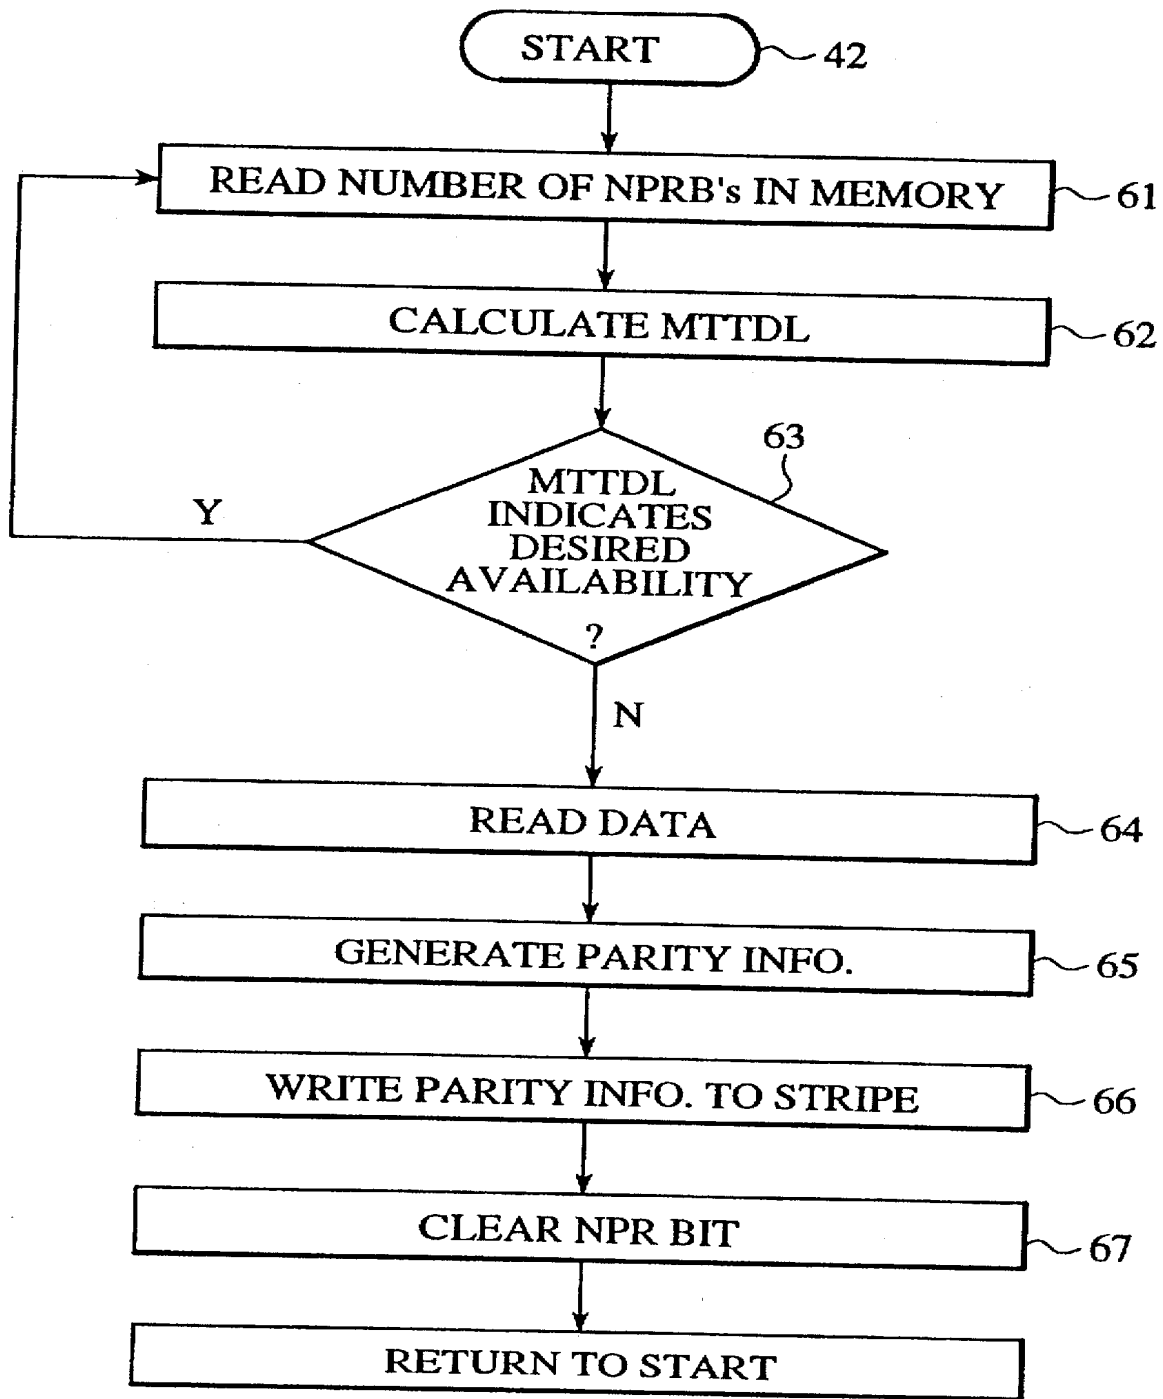 START
42
READ NUMBER OF NPRB's IN MEMORY
61
CALCULATE MTTDL
62
63
MTTDL
INDICATES
DESIRED
AVAILABILITY
?
Y
N
READ DATA
64
GENERATE PARITY INFO.
65
WRITE PARITY INFO. TO STRIPE
66
CLEAR NPR BIT
67
RETURN TO START